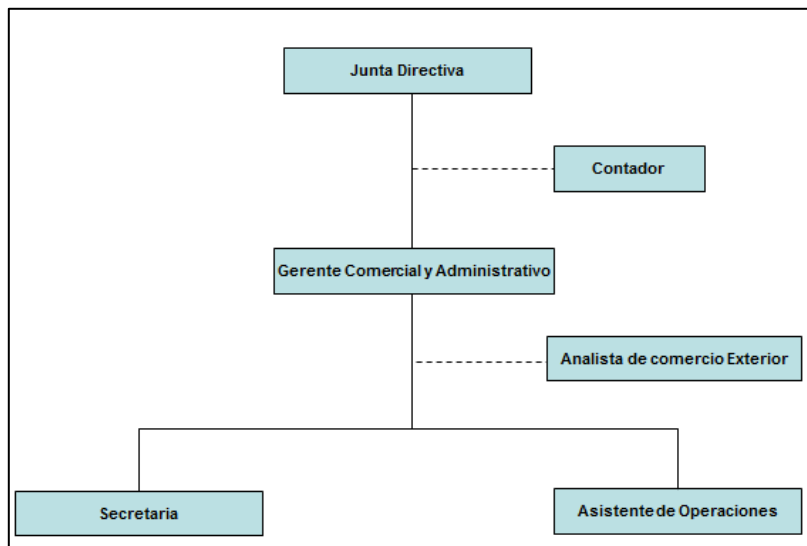 Junta Directiva
Contador
Gerente Comercial y Administrativo
Analista de comercio Exterior
Secretaria
Asistente de Operaciones